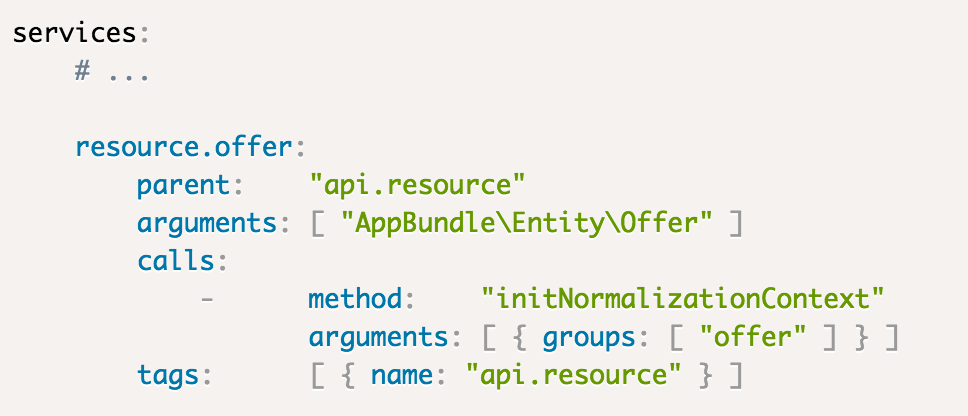 services:
    # ...

    resource.offer:
        parent:    "api.resource"
        arguments: [ "AppBundle\Entity\Offer" ]
        calls:
            -      method:    "initNormalizationContext"
                   arguments: [ { groups: [ "offer" ] } ]
        tags:      [ { name: "api.resource" } ]